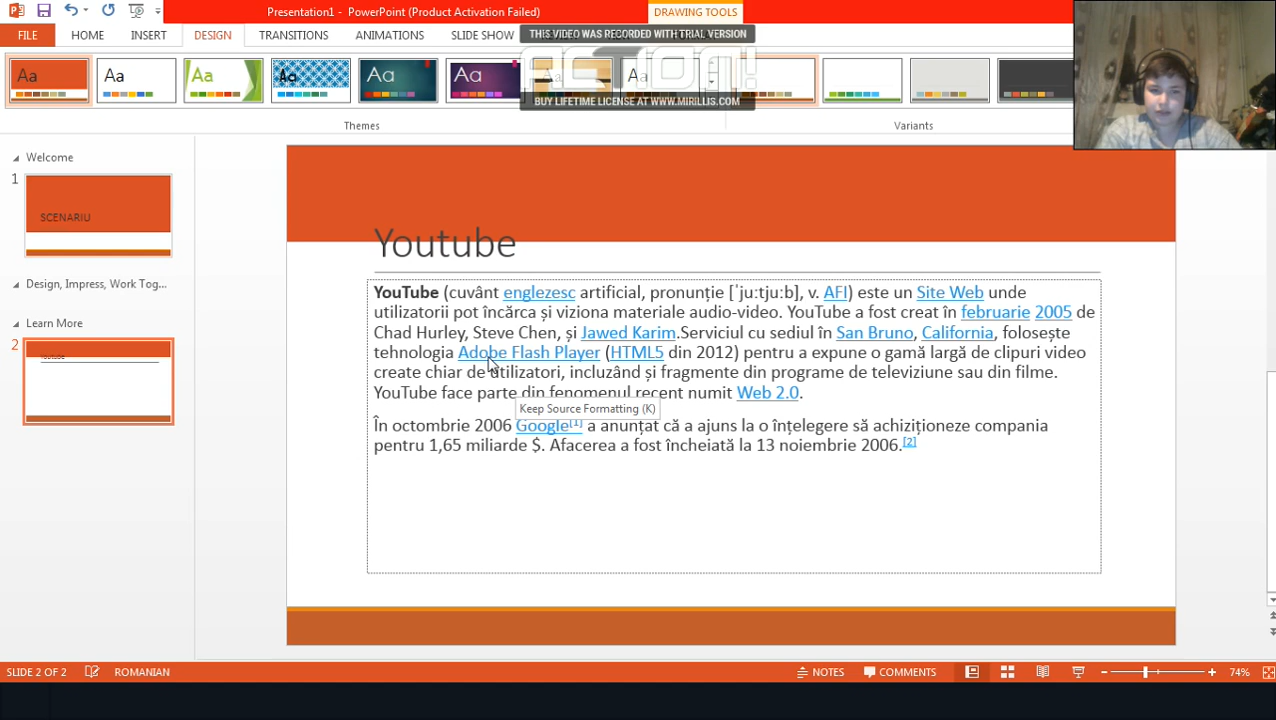 Presentation1 - PowerPoint (Product Activation Failed)
DRAWING TOOLS
FILE
HOME
INSERT
DESIGN
TRANSITIONS
ANIMATIONS
SLIDE SHOW
THIS VIDEO WAS RECORDED WITH TRIAL VERSION
ACTION!
BUY LIFETIME LICENSE AT WWW.MIRILLIS.COM
Aa
Aa
Aa
Aa
Aa
Aa
Aa
Aa
Themes
Variants
Welcome
1
SCENARIU
Design, Impress, Work Tog...
Learn More
2
Youtube
Youtube
YouTube (cuvânt englezesc artificial, pronunție [ˈjuːtjuːb], v. AFI) este un Site Web unde
utilizatorii pot încărca și viziona materiale audio-video. YouTube a fost creat în februarie 2005 de
Chad Hurley, Steve Chen, și Jawed Karim.Serviciul cu sediul în San Bruno, California, folosește
tehnologia Adobe Flash Player (HTML5 din 2012) pentru a expune o gamă largă de clipuri video
create chiar de utilizatori, incluzând și fragmente din programe de televiziune sau din filme.
YouTube face parte din fenomenul recent numit Web 2.0.
Keep Source Formatting (K)
În octombrie 2006 Google[1] a anunțat că a ajuns la o înțelegere să achiziționeze compania
pentru 1,65 miliarde $. Afacerea a fost încheiată la 13 noiembrie 2006.[2]
SLIDE 2 OF 2
ROMANIAN
NOTES
COMMENTS
74%